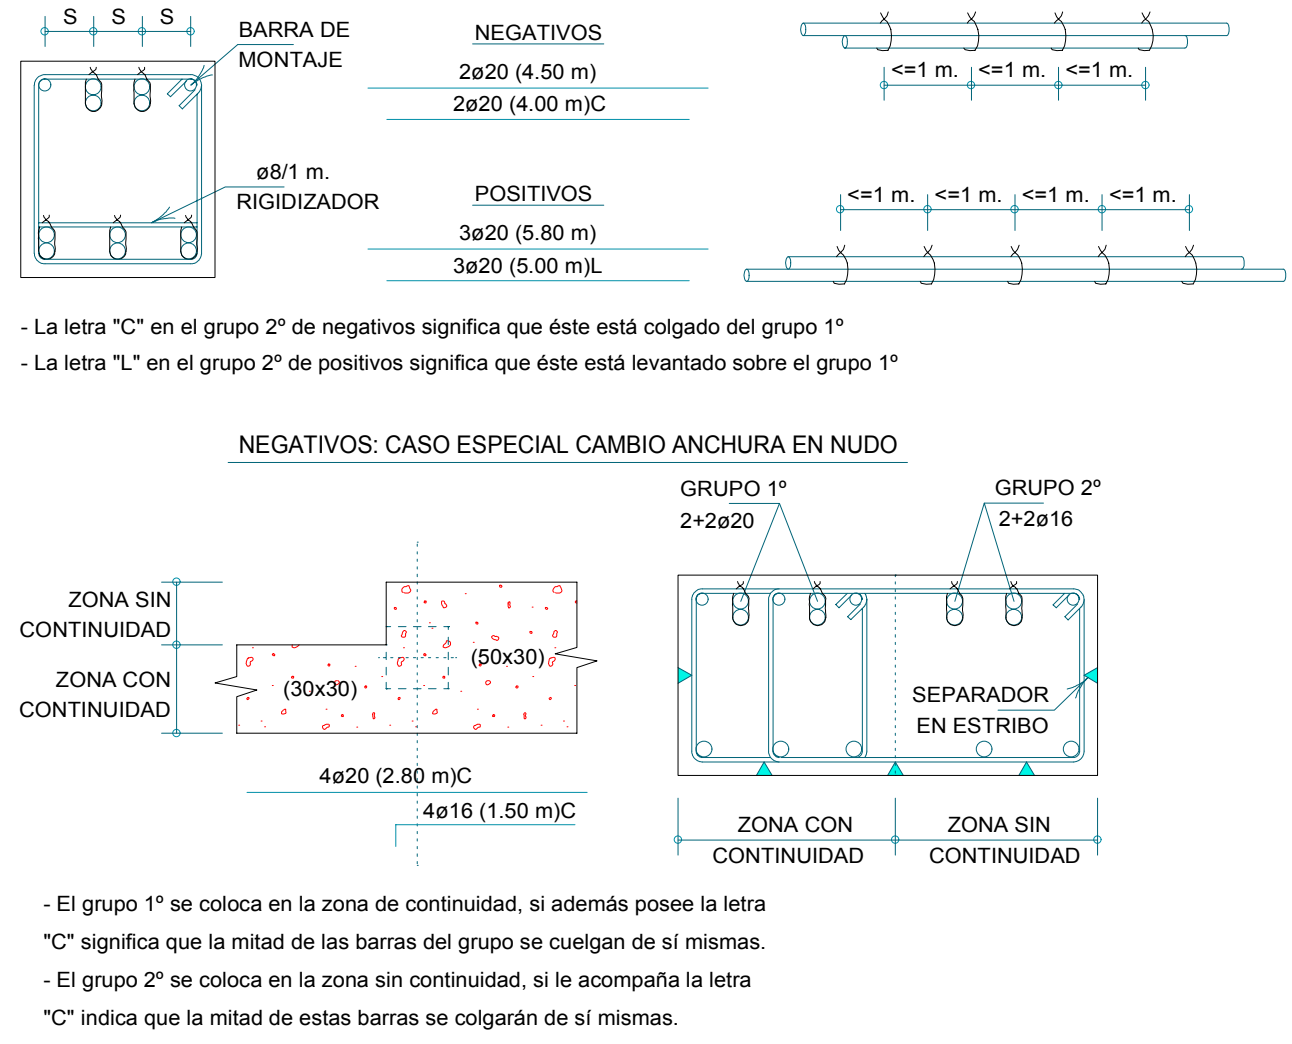 S S S
BARRA DE
MONTAJE
ø8/1 m.
RIGIDIZADOR
NEGATIVOS
2ø20 (4.50 m)
2ø20 (4.00 m)C
<=1 m. <=1 m. <=1 m.
POSITIVOS
3ø20 (5.80 m)
3ø20 (5.00 m)L
<=1 m. <=1 m. <=1 m. <=1 m.
- La letra "C" en el grupo 2º de negativos significa que éste está colgado del grupo 1º
- La letra "L" en el grupo 2º de positivos significa que éste está levantado sobre el grupo 1º
NEGATIVOS: CASO ESPECIAL CAMBIO ANCHURA EN NUDO
ZONA SIN
CONTINUIDAD
ZONA CON
CONTINUIDAD
(30x30)
(50x30)
4ø20 (2.80 m)C
4ø16 (1.50 m)C
GRUPO 1º
2+2ø20
GRUPO 2º
2+2ø16
SEPARADOR
EN ESTRIBO
ZONA CON
CONTINUIDAD
ZONA SIN
CONTINUIDAD
- El grupo 1º se coloca en la zona de continuidad, si además posee la letra
"C" significa que la mitad de las barras del grupo se cuelgan de sí mismas.
- El grupo 2º se coloca en la zona sin continuidad, si le acompaña la letra
"C" indica que la mitad de estas barras se colgarán de sí mismas.